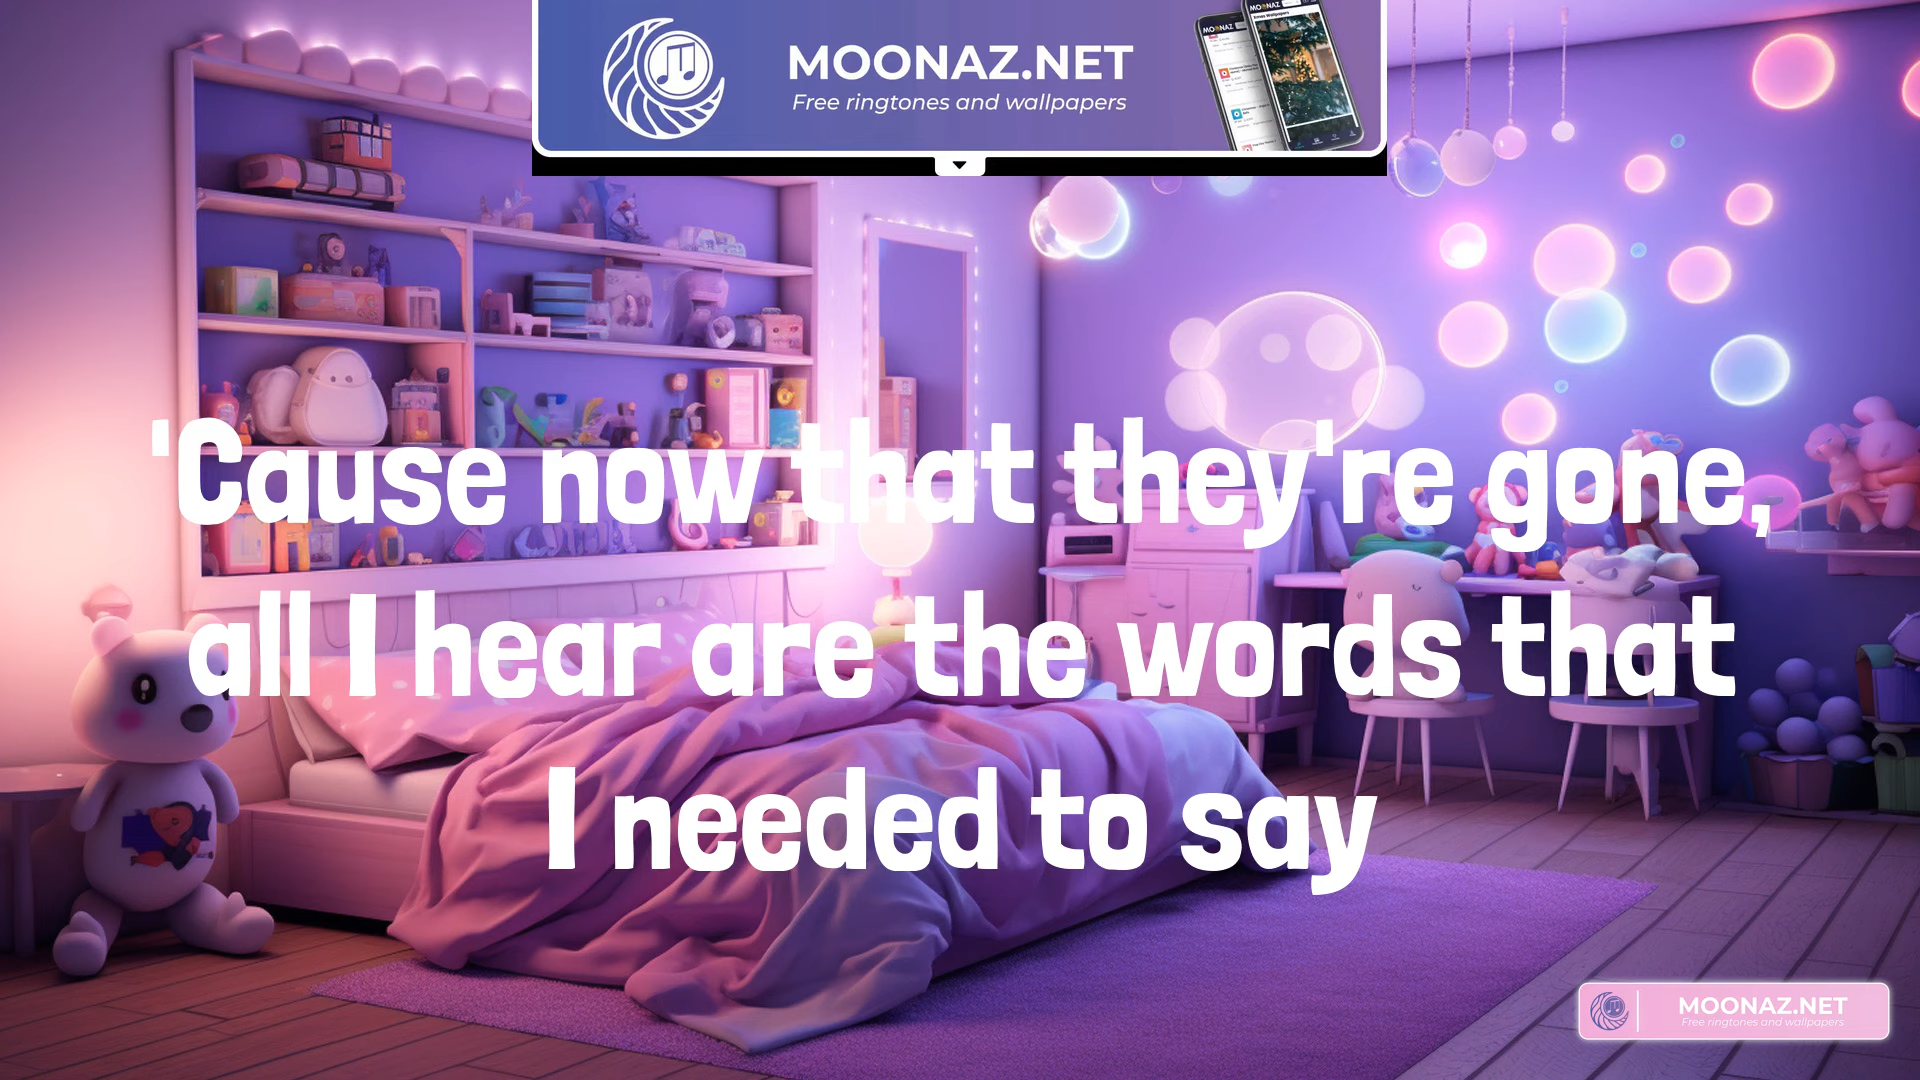 MOONAZ.NET
Free ringtones and wallpapers
'Cause now that they're gone,
all I hear are the words that
I needed to say
MOONAZ.NET
Free ringtones and wallpapers